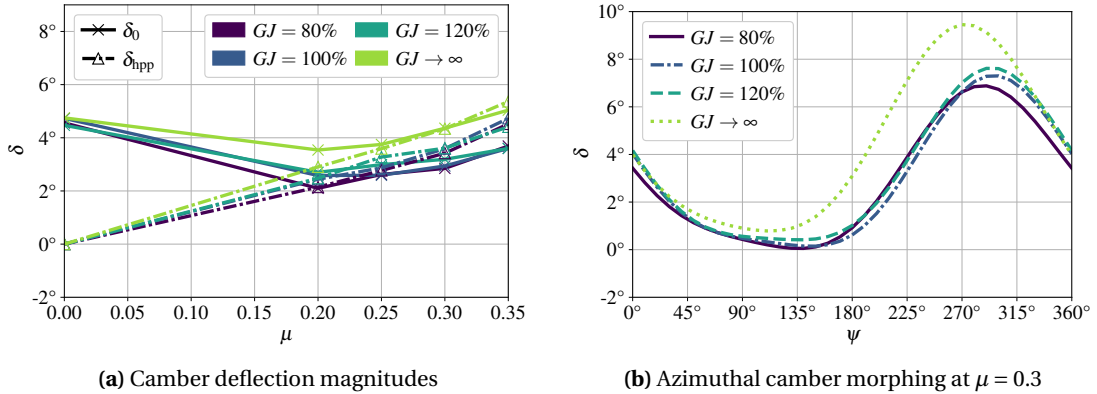 8°
6°
4°
2°
0°
-2°
δ
δ0
δhpp
GJ = 80%
GJ = 100%
GJ = 120%
GJ → ∞
0.00 0.05 0.10 0.15 0.20 0.25 0.30 0.35
μ
(a) Camber deflection magnitudes
10°
8°
6°
4°
2°
0°
-2°
δ
GJ = 80%
GJ = 100%
GJ = 120%
GJ → ∞
0° 45° 90° 135° 180° 225° 270° 315° 360°
ψ
(b) Azimuthal camber morphing at μ = 0.3